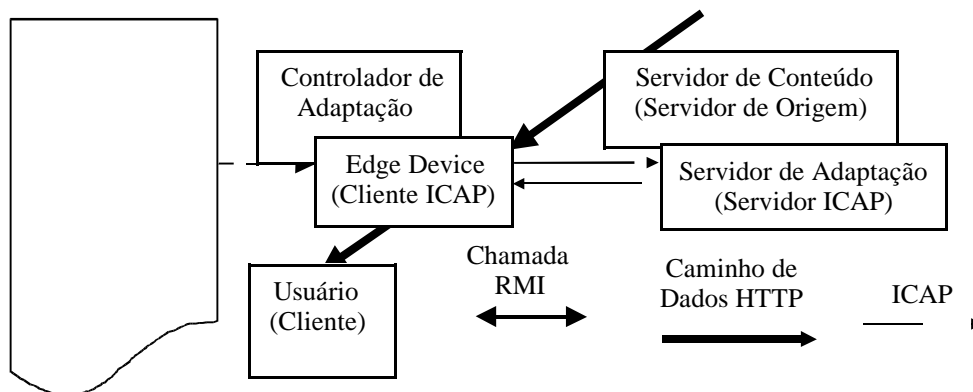 Controlador de
Adaptação
Servidor de Conteúdo
(Servidor de Origem)
Edge Device
(Cliente ICAP)
Servidor de Adaptação
(Servidor ICAP)
Usuário
(Cliente)
Chamada
RMI
Caminho de
Dados HTTP
ICAP